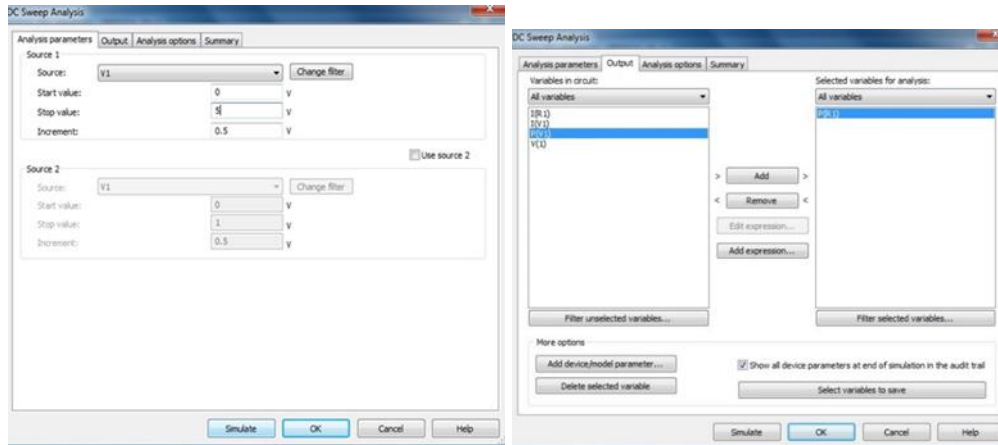 DC Sweep Analysis
Analysis parameters Output Analysis options Summary
Source 1
Source: V1 Change filter
Start value: 0 V
Stop value: 5 V
Increment: 0.5 V
Use source 2
Source 2
Source: V1 Change filter
Start value: 0 V
Stop value: 1 V
Increment: 0.5 V
Simulate OK Cancel Help
DC Sweep Analysis
Analysis parameters Output Analysis options Summary
Variables in circuit: Selected variables for analysis:
All variables All variables
I(R1) P(R1)
I(V1)
P(V1)
V(1)
> Add >
< Remove <
Edit expression...
Add expression...
Filter unselected variables... Filter selected variables...
More options
Add device/model parameter... Show all device parameters at end of simulation in the audit trail
Delete selected variable Select variables to save
Simulate OK Cancel Help